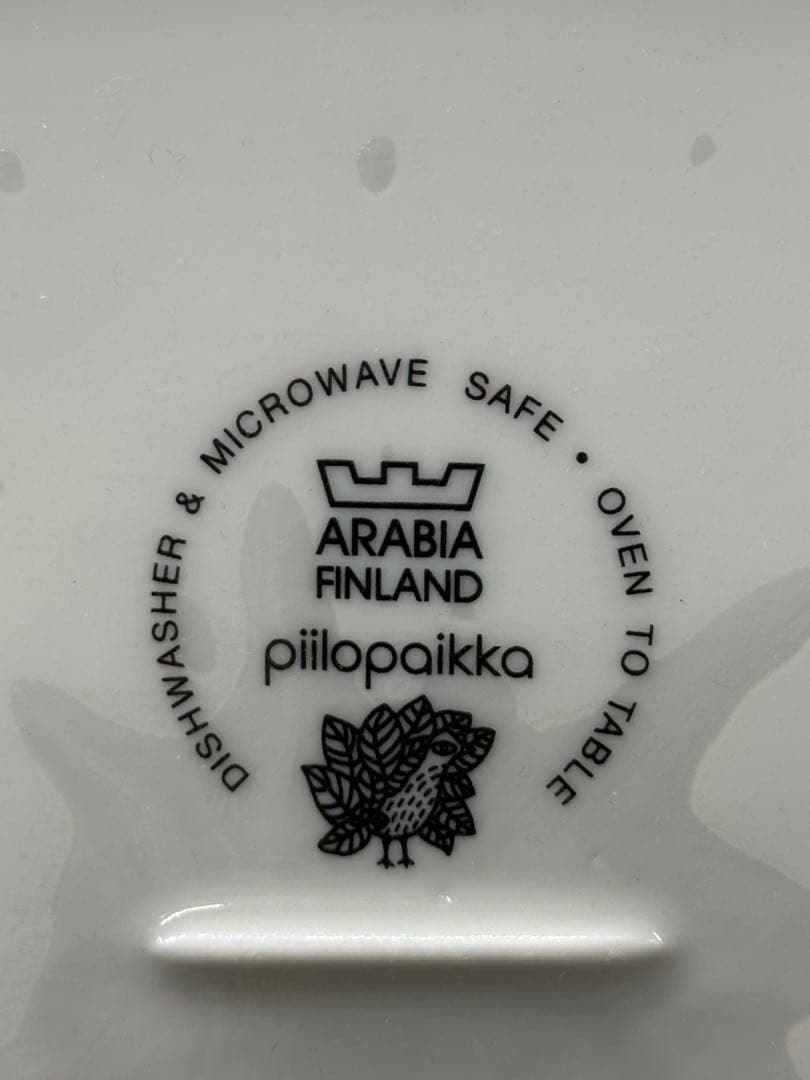 DISHWASHER & MICROWAVE SAFE • OVEN TO TABLE
ARABIA
FINLAND
piilopaikka